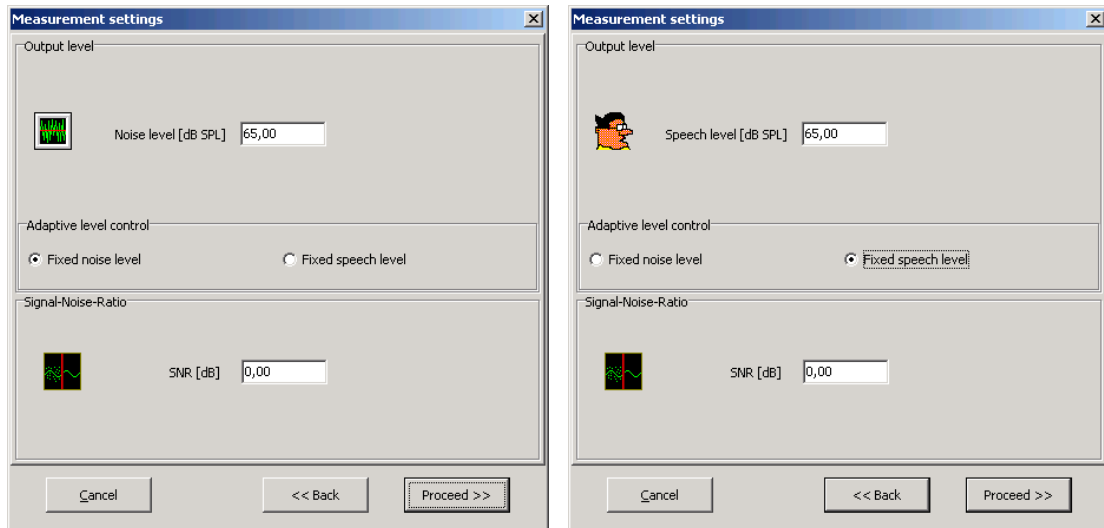 Measurement settings
Output level
Noise level [dB SPL] 65,00
Adaptive level control
Fixed noise level Fixed speech level
Signal-Noise-Ratio
SNR [dB] 0,00
Cancel << Back Proceed >>
Measurement settings
Output level
Speech level [dB SPL] 65,00
Adaptive level control
Fixed noise level Fixed speech level
Signal-Noise-Ratio
SNR [dB] 0,00
Cancel << Back Proceed >>